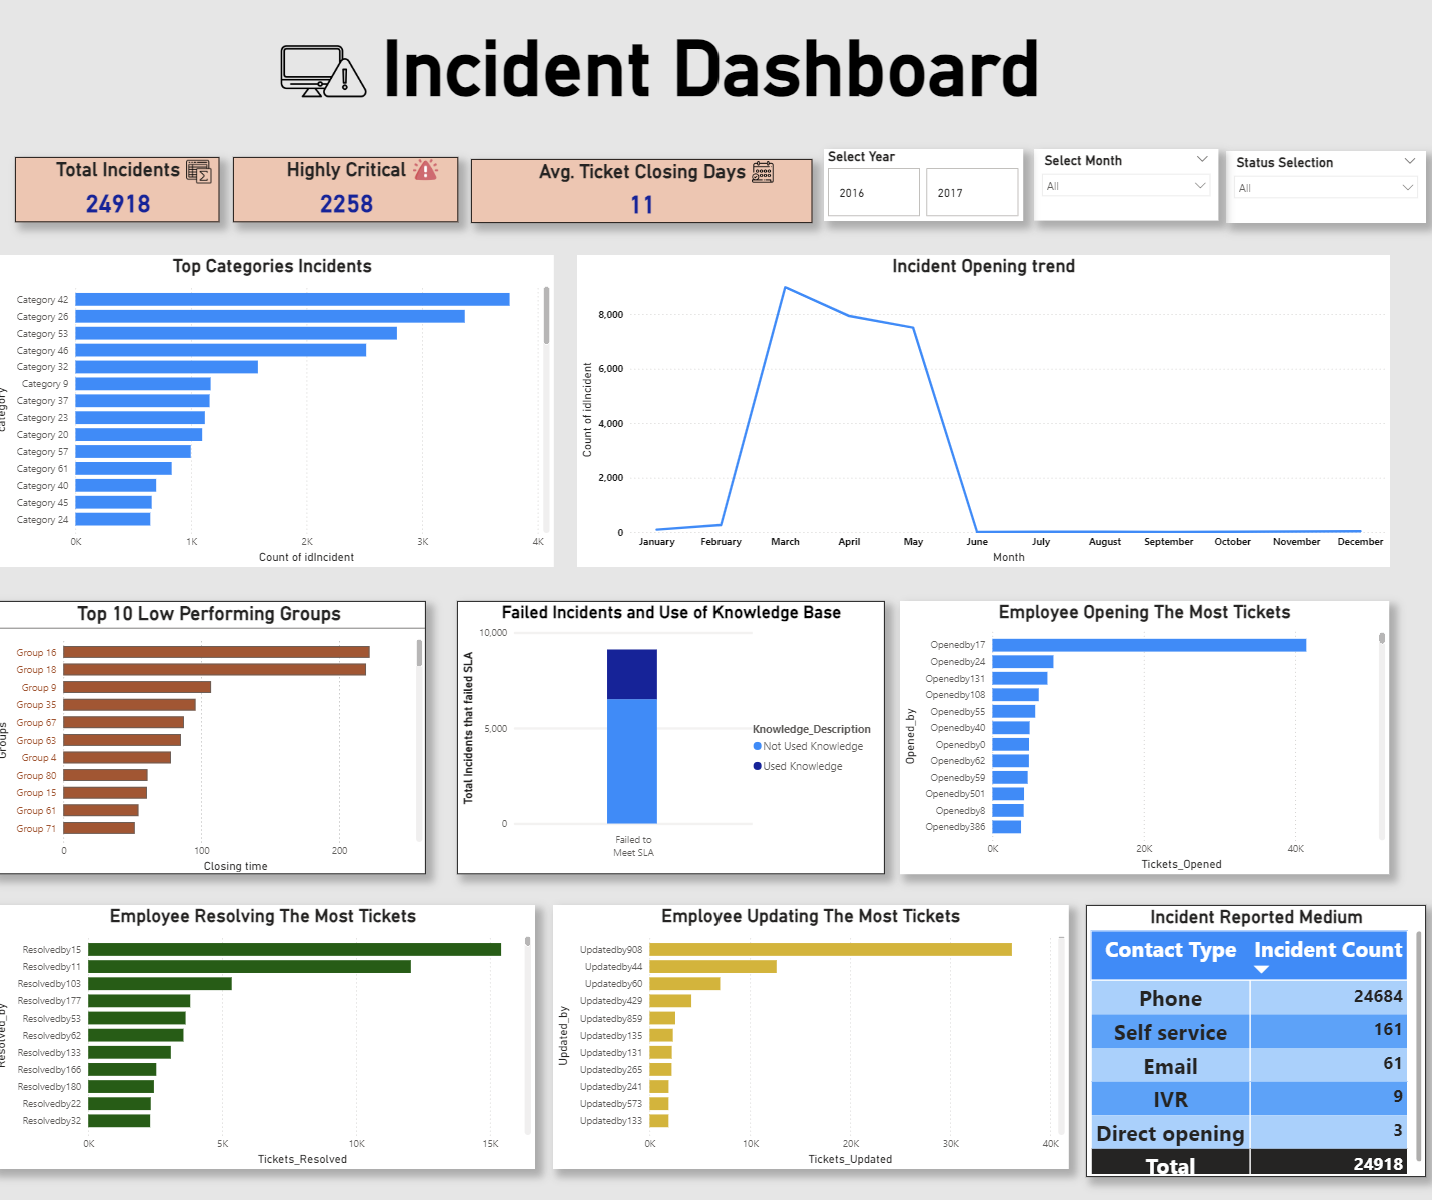 Incident Dashboard
Total Incidents
24918
Highly Critical
2258
Avg. Ticket Closing Days
11
Select Year
2016
2017
Select Month
All
Status Selection
All
Top Categories Incidents
category
Category 42
Category 26
Category 53
Category 46
Category 32
Category 9
Category 37
Category 23
Category 20
Category 57
Category 61
Category 40
Category 45
Category 24
0K 1K 2K 3K 4K
Count of idIncident
Incident Opening trend
Count of idIncident
8,000
6,000
4,000
2,000
0
January February March April May June July August September October November December
Month
Top 10 Low Performing Groups
Groups
Group 16
Group 18
Group 9
Group 35
Group 67
Group 63
Group 4
Group 80
Group 15
Group 61
Group 71
0 100 200
Closing time
Failed Incidents and Use of Knowledge Base
Total Incidents that failed SLA
10,000
5,000
0
Failed to
Meet SLA
Knowledge_Description
Not Used Knowledge
Used Knowledge
Employee Opening The Most Tickets
Opened_by
Openedby17
Openedby24
Openedby131
Openedby108
Openedby55
Openedby40
Openedby0
Openedby62
Openedby59
Openedby501
Openedby8
Openedby386
0K 20K 40K
Tickets_Opened
Employee Resolving The Most Tickets
Resolved_by
Resolvedby15
Resolvedby11
Resolvedby103
Resolvedby177
Resolvedby53
Resolvedby62
Resolvedby133
Resolvedby166
Resolvedby180
Resolvedby22
Resolvedby32
0K 5K 10K 15K
Tickets_Resolved
Employee Updating The Most Tickets
Updated_by
Updatedby908
Updatedby44
Updatedby60
Updatedby429
Updatedby859
Updatedby135
Updatedby131
Updatedby265
Updatedby241
Updatedby573
Updatedby133
0K 10K 20K 30K 40K
Tickets_Updated
Incident Reported Medium
Contact Type Incident Count
Phone 24684
Self service 161
Email 61
IVR 9
Direct opening 3
Total 24918